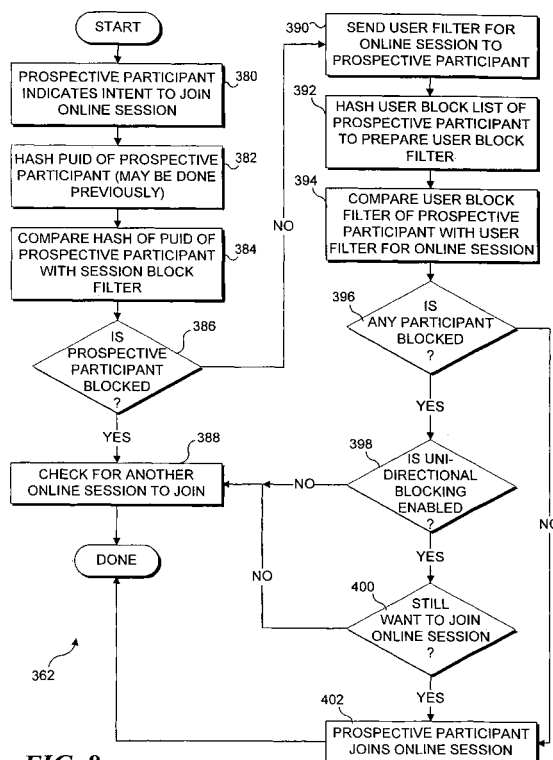 START
380
PROSPECTIVE PARTICIPANT
INDICATES INTENT TO JOIN
ONLINE SESSION
382
HASH PUID OF PROSPECTIVE
PARTICIPANT (MAY BE DONE
PREVIOUSLY)
384
COMPARE HASH OF PUID OF
PROSPECTIVE PARTICIPANT
WITH SESSION BLOCK
FILTER
386
IS
PROSPECTIVE
PARTICIPANT
BLOCKED
?
NO
YES
388
CHECK FOR ANOTHER
ONLINE SESSION TO JOIN
DONE
362
390
SEND USER FILTER FOR
ONLINE SESSION TO
PROSPECTIVE PARTICIPANT
392
HASH USER BLOCK LIST OF
PROSPECTIVE PARTICIPANT
TO PREPARE USER BLOCK
FILTER
394
COMPARE USER BLOCK
FILTER OF PROSPECTIVE
PARTICIPANT WITH USER
FILTER FOR ONLINE SESSION
396
IS
ANY PARTICIPANT
BLOCKED
?
YES
NO
398
IS UNI-
DIRECTIONAL
BLOCKING
ENABLED
?
NO
YES
400
STILL
WANT TO JOIN
ONLINE SESSION
?
NO
YES
402
PROSPECTIVE PARTICIPANT
JOINS ONLINE SESSION